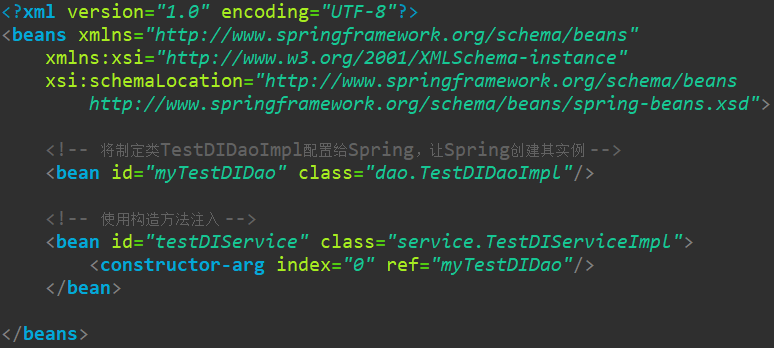 <?xml version="1.0" encoding="UTF-8"?>
<beans xmlns="http://www.springframework.org/schema/beans"
    xmlns:xsi="http://www.w3.org/2001/XMLSchema-instance"
    xsi:schemaLocation="http://www.springframework.org/schema/beans
        http://www.springframework.org/schema/beans/spring-beans.xsd">
    <!-- 将制定类TestDIDaoImpl配置给Spring，让Spring创建其实例 -->
    <bean id="myTestDIDao" class="dao.TestDIDaoImpl"/>
    <!-- 使用构造方法注入 -->
    <bean id="testDIService" class="service.TestDIServiceImpl">
        <constructor-arg index="0" ref="myTestDIDao"/>
    </bean>
</beans>